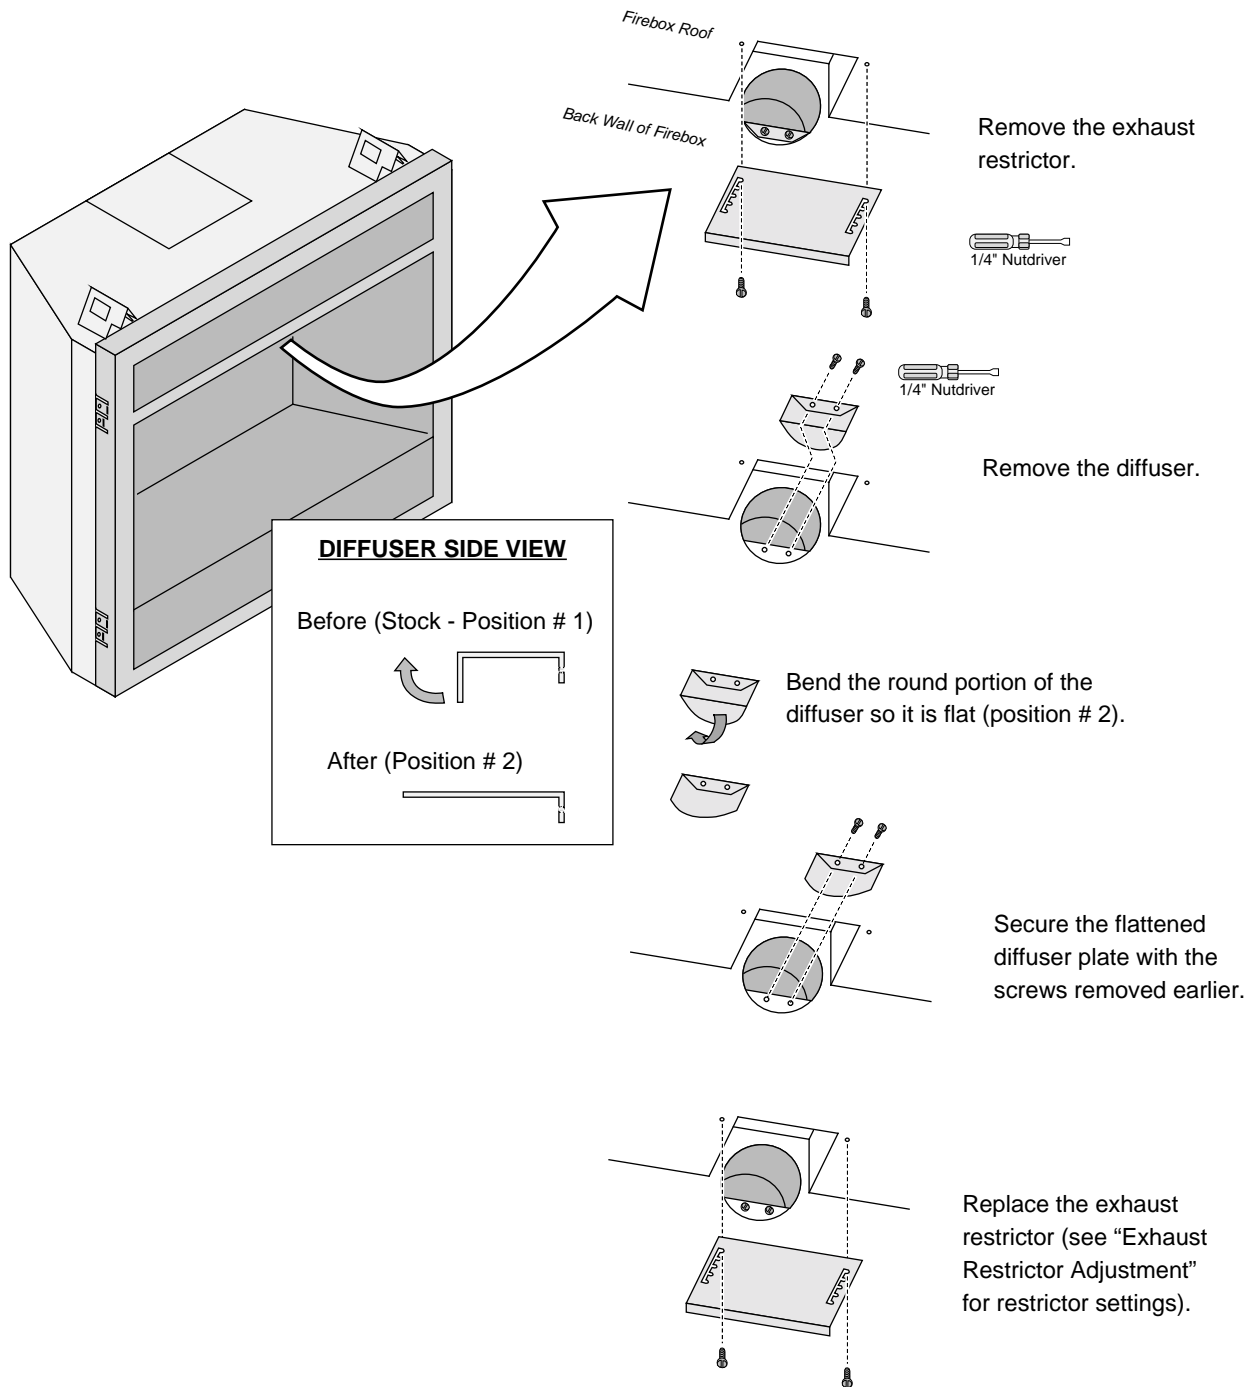 Firebox Roof
Back Wall of Firebox
Remove the exhaust
restrictor.
1/4" Nutdriver
1/4" Nutdriver
Remove the diffuser.
DIFFUSER SIDE VIEW
Before (Stock - Position # 1)
After (Position # 2)
Bend the round portion of the
diffuser so it is flat (position # 2).
Secure the flattened
diffuser plate with the
screws removed earlier.
Replace the exhaust
restrictor (see “Exhaust
Restrictor Adjustment”
for restrictor settings).